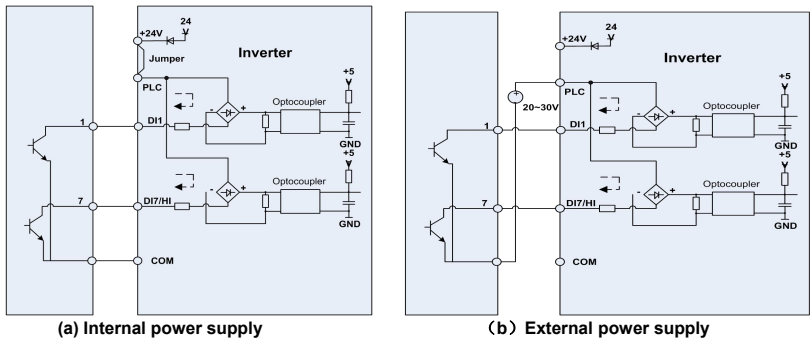 24
+24V
Jumper
Inverter
PLC
+5
Optocoupler
- +
1
DI1
GND
+5
Optocoupler
- +
7
DI7/HI
GND
COM
(a) Internal power supply
24
+24V
Inverter
+5
PLC
20~30V
Optocoupler
- +
1
DI1
GND
+5
Optocoupler
- +
7
DI7/HI
GND
COM
(b) External power supply